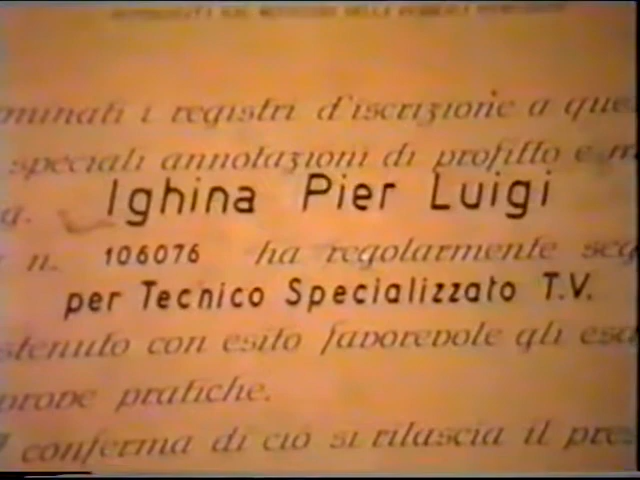 minati i registri d'iscrizione a que
speciali annotazioni di profitto e m
a.
Ighina Pier Luigi
n. 106076 ha regolarmente seg
per Tecnico Specializzato T.V.
stenuto con esito favorevole gli esa
prove pratiche.
conferma di ciò si rilascia il pres